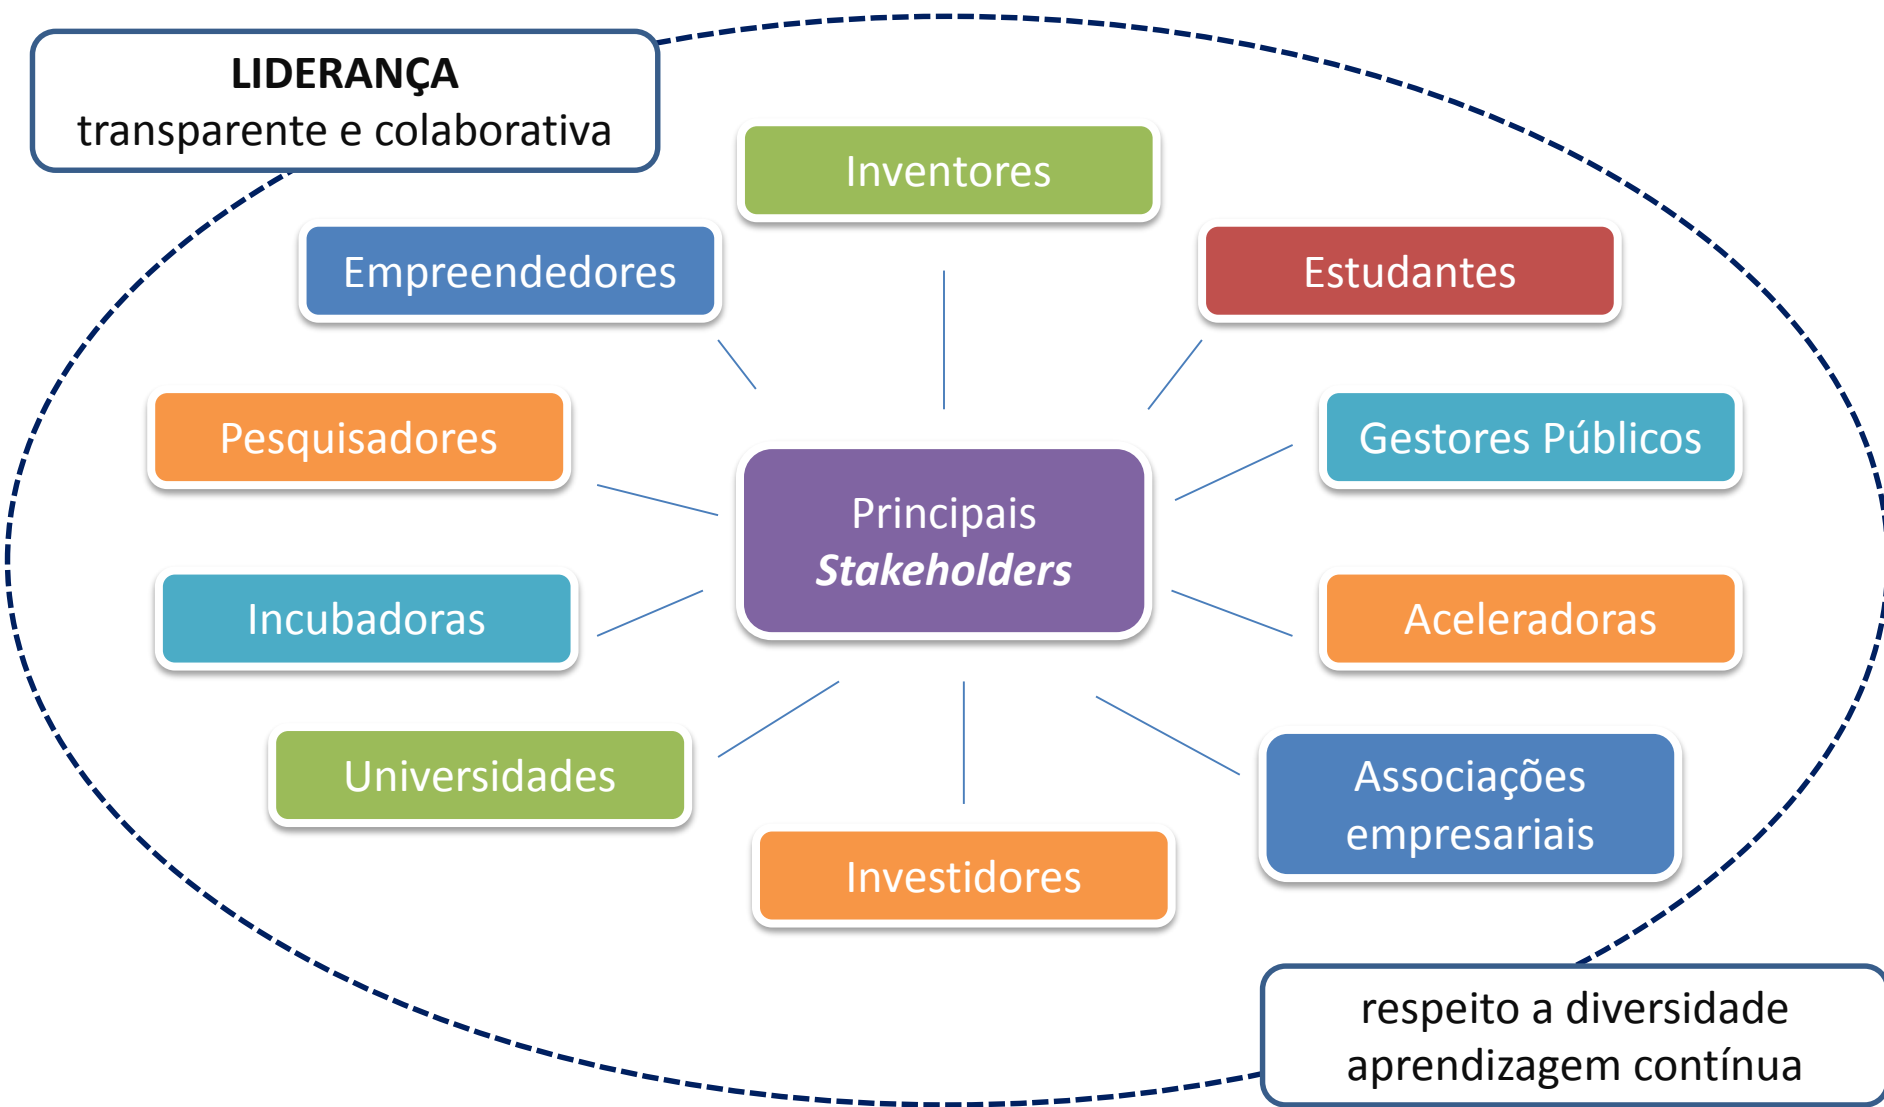 LIDERANÇA
transparente e colaborativa
Inventores
Empreendedores
Estudantes
Pesquisadores
Gestores Públicos
Principais
Stakeholders
Incubadoras
Aceleradoras
Universidades
Associações
empresariais
Investidores
respeito a diversidade
aprendizagem contínua